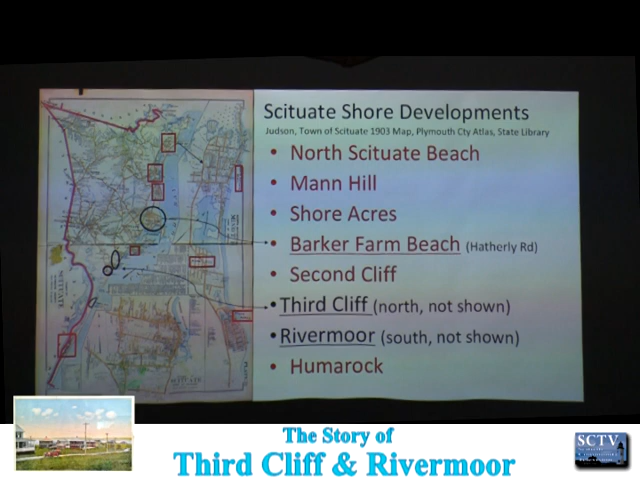 Scituate Shore Developments
Judson, Town of Scituate 1903 Map, Plymouth Cty Atlas, State Library
• North Scituate Beach
• Mann Hill
• Shore Acres
• Barker Farm Beach (Hatherly Rd)
• Second Cliff
• Third Cliff (north, not shown)
• Rivermoor (south, not shown)
• Humarock
SCITUATE
The Story of
Third Cliff & Rivermoor
SCTV